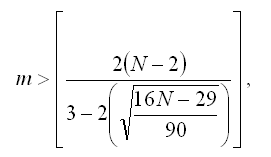 m > [ 2(N − 2) / (3 − 2(√((16N − 29)/90))) ],